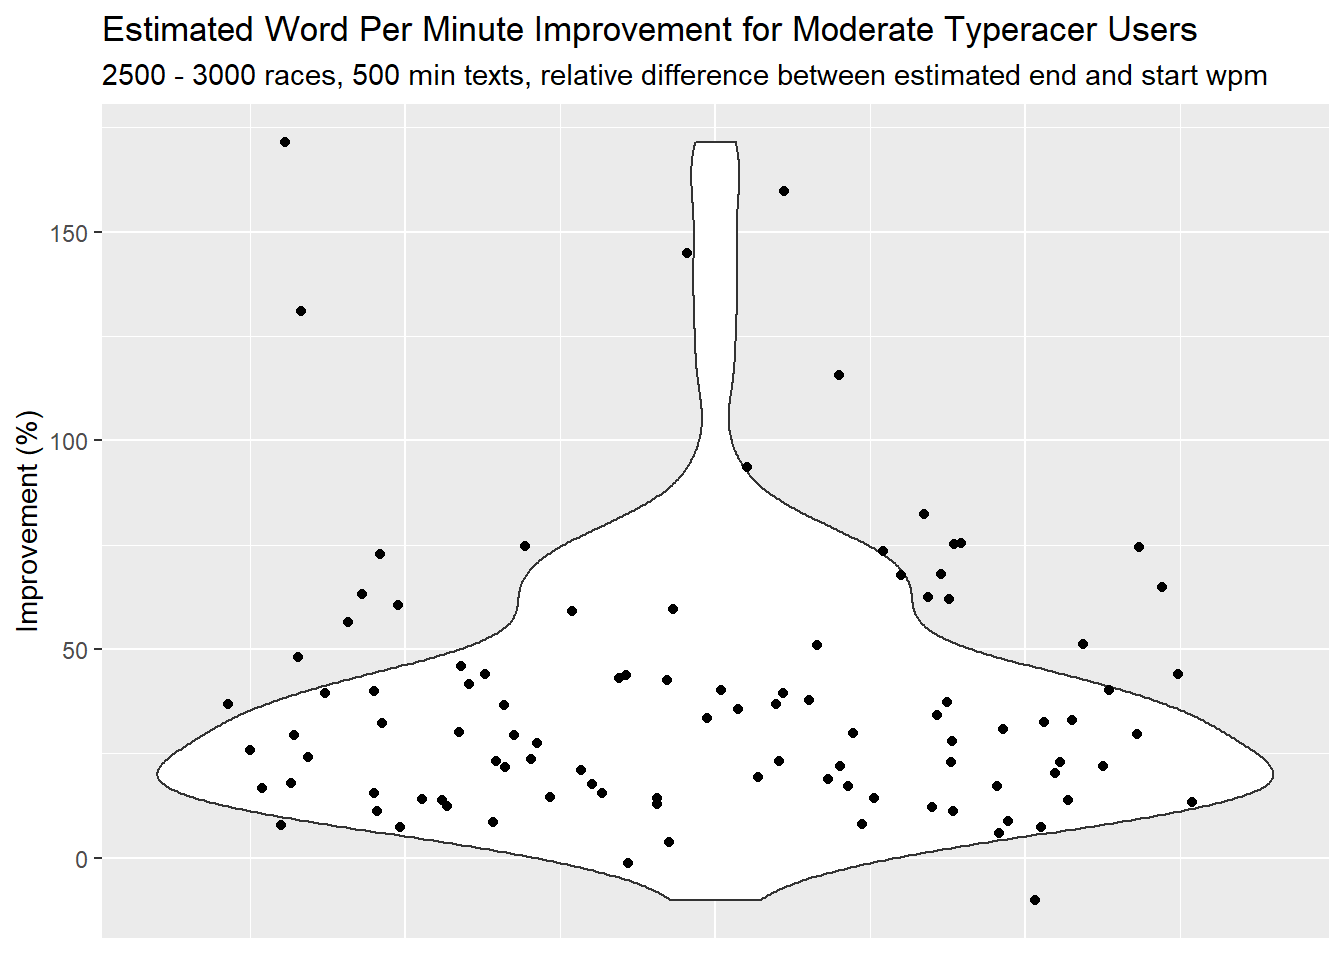 Estimated Word Per Minute Improvement for Moderate Typeracer Users
2500 - 3000 races, 500 min texts, relative difference between estimated end and start wpm
Improvement (%)
150
100
50
0